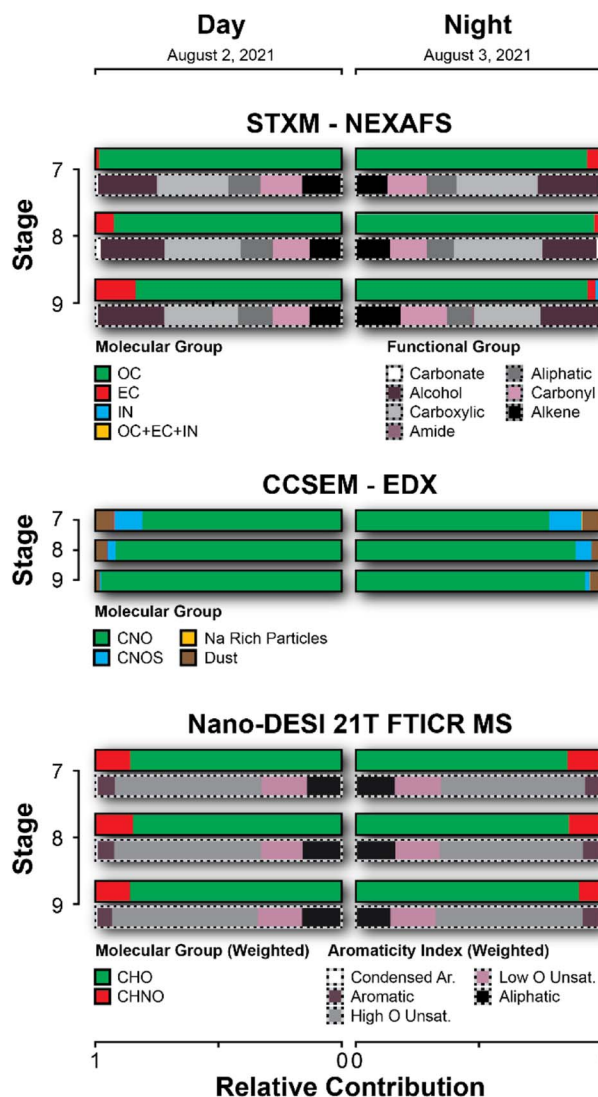 Day Night
August 2, 2021 August 3, 2021
STXM - NEXAFS
Stage
7
8
9
Molecular Group
OC
EC
IN
OC+EC+IN
Functional Group
Carbonate Aliphatic
Alcohol Carbonyl
Carboxylic Alkene
Amide
CCSEM - EDX
Stage
7
8
9
Molecular Group
CNO Na Rich Particles
CNOS Dust
Nano-DESI 21T FTICR MS
Stage
7
8
9
Molecular Group (Weighted)
CHO
CHNO
Aromaticity Index (Weighted)
Condensed Ar. Low O Unsat.
Aromatic Aliphatic
High O Unsat.
1 0 0
Relative Contribution